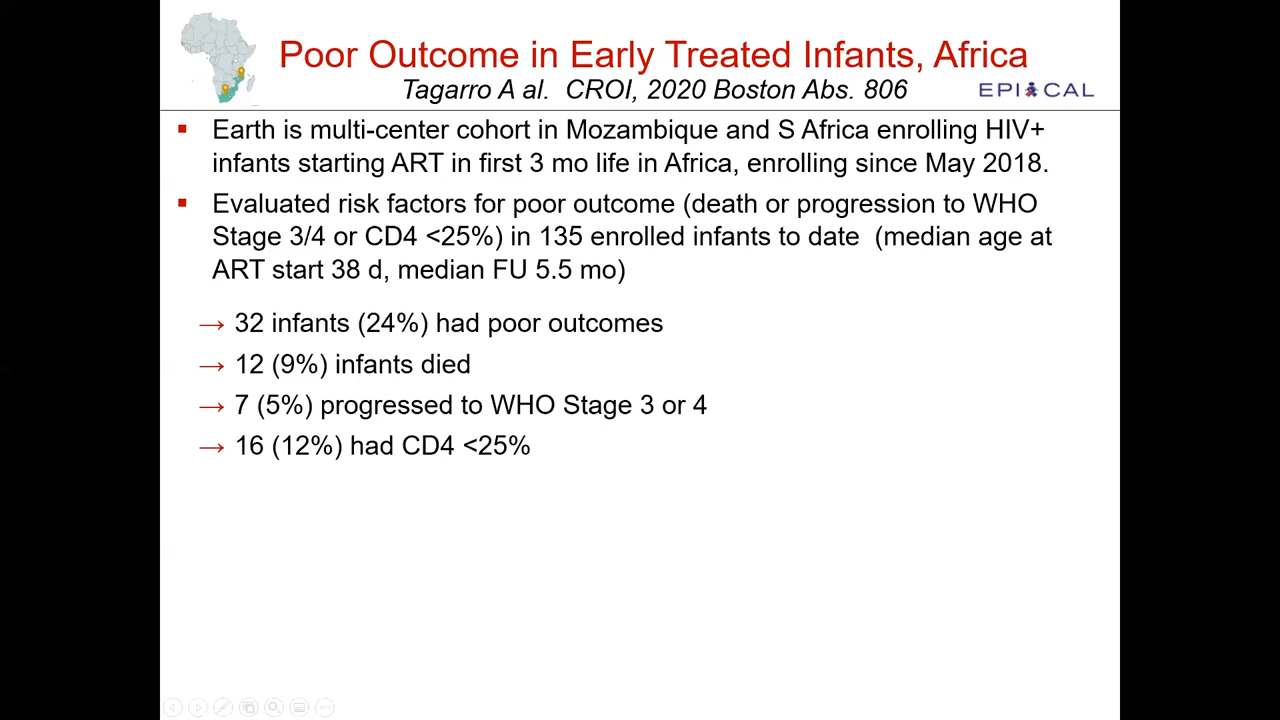 Poor Outcome in Early Treated Infants, Africa
Tagarro A al. CROI, 2020 Boston Abs. 806
EPIICAL
▪ Earth is multi-center cohort in Mozambique and S Africa enrolling HIV+
infants starting ART in first 3 mo life in Africa, enrolling since May 2018.
▪ Evaluated risk factors for poor outcome (death or progression to WHO
Stage 3/4 or CD4 <25%) in 135 enrolled infants to date (median age at
ART start 38 d, median FU 5.5 mo)
→ 32 infants (24%) had poor outcomes
→ 12 (9%) infants died
→ 7 (5%) progressed to WHO Stage 3 or 4
→ 16 (12%) had CD4 <25%